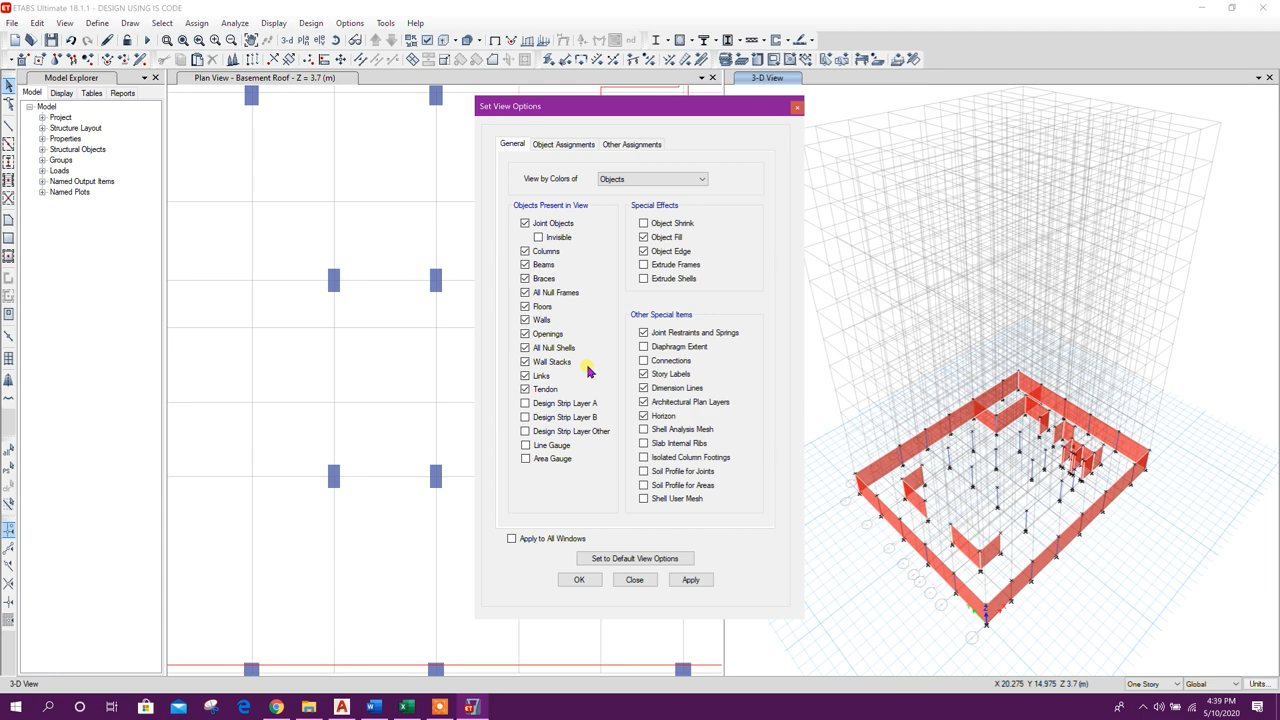 ETABS Ultimate 18.1.1 - DESIGN USING IS CODE
File Edit View Define Draw Select Assign Analyze Display Design Options Tools Help
3-d
nd
Model Explorer
Plan View - Basement Roof - Z = 3.7 (m)
3-D View
Model Display Tables Reports
Model
Project
Structure Layout
Properties
Structural Objects
Groups
Loads
Named Output Items
Named Plots
Set View Options
General Object Assignments Other Assignments
View by Colors of Objects
Objects Present in View
Joint Objects
Invisible
Columns
Beams
Braces
All Null Frames
Floors
Walls
Openings
All Null Shells
Wall Stacks
Links
Tendon
Design Strip Layer A
Design Strip Layer B
Design Strip Layer Other
Line Gauge
Area Gauge
Special Effects
Object Shrink
Object Fill
Object Edge
Extrude Frames
Extrude Shells
Other Special Items
Joint Restraints and Springs
Diaphragm Extent
Connections
Story Labels
Dimension Lines
Architectural Plan Layers
Horizon
Shell Analysis Mesh
Slab Internal Ribs
Isolated Column Footings
Soil Profile for Joints
Soil Profile for Areas
Shell User Mesh
Apply to All Windows
Set to Default View Options
OK Close Apply
all
PS
clr
3-D View
X 20.275 Y 14.975 Z 3.7 (m)
One Story
Global
Units...
4:39 PM
5/10/2020